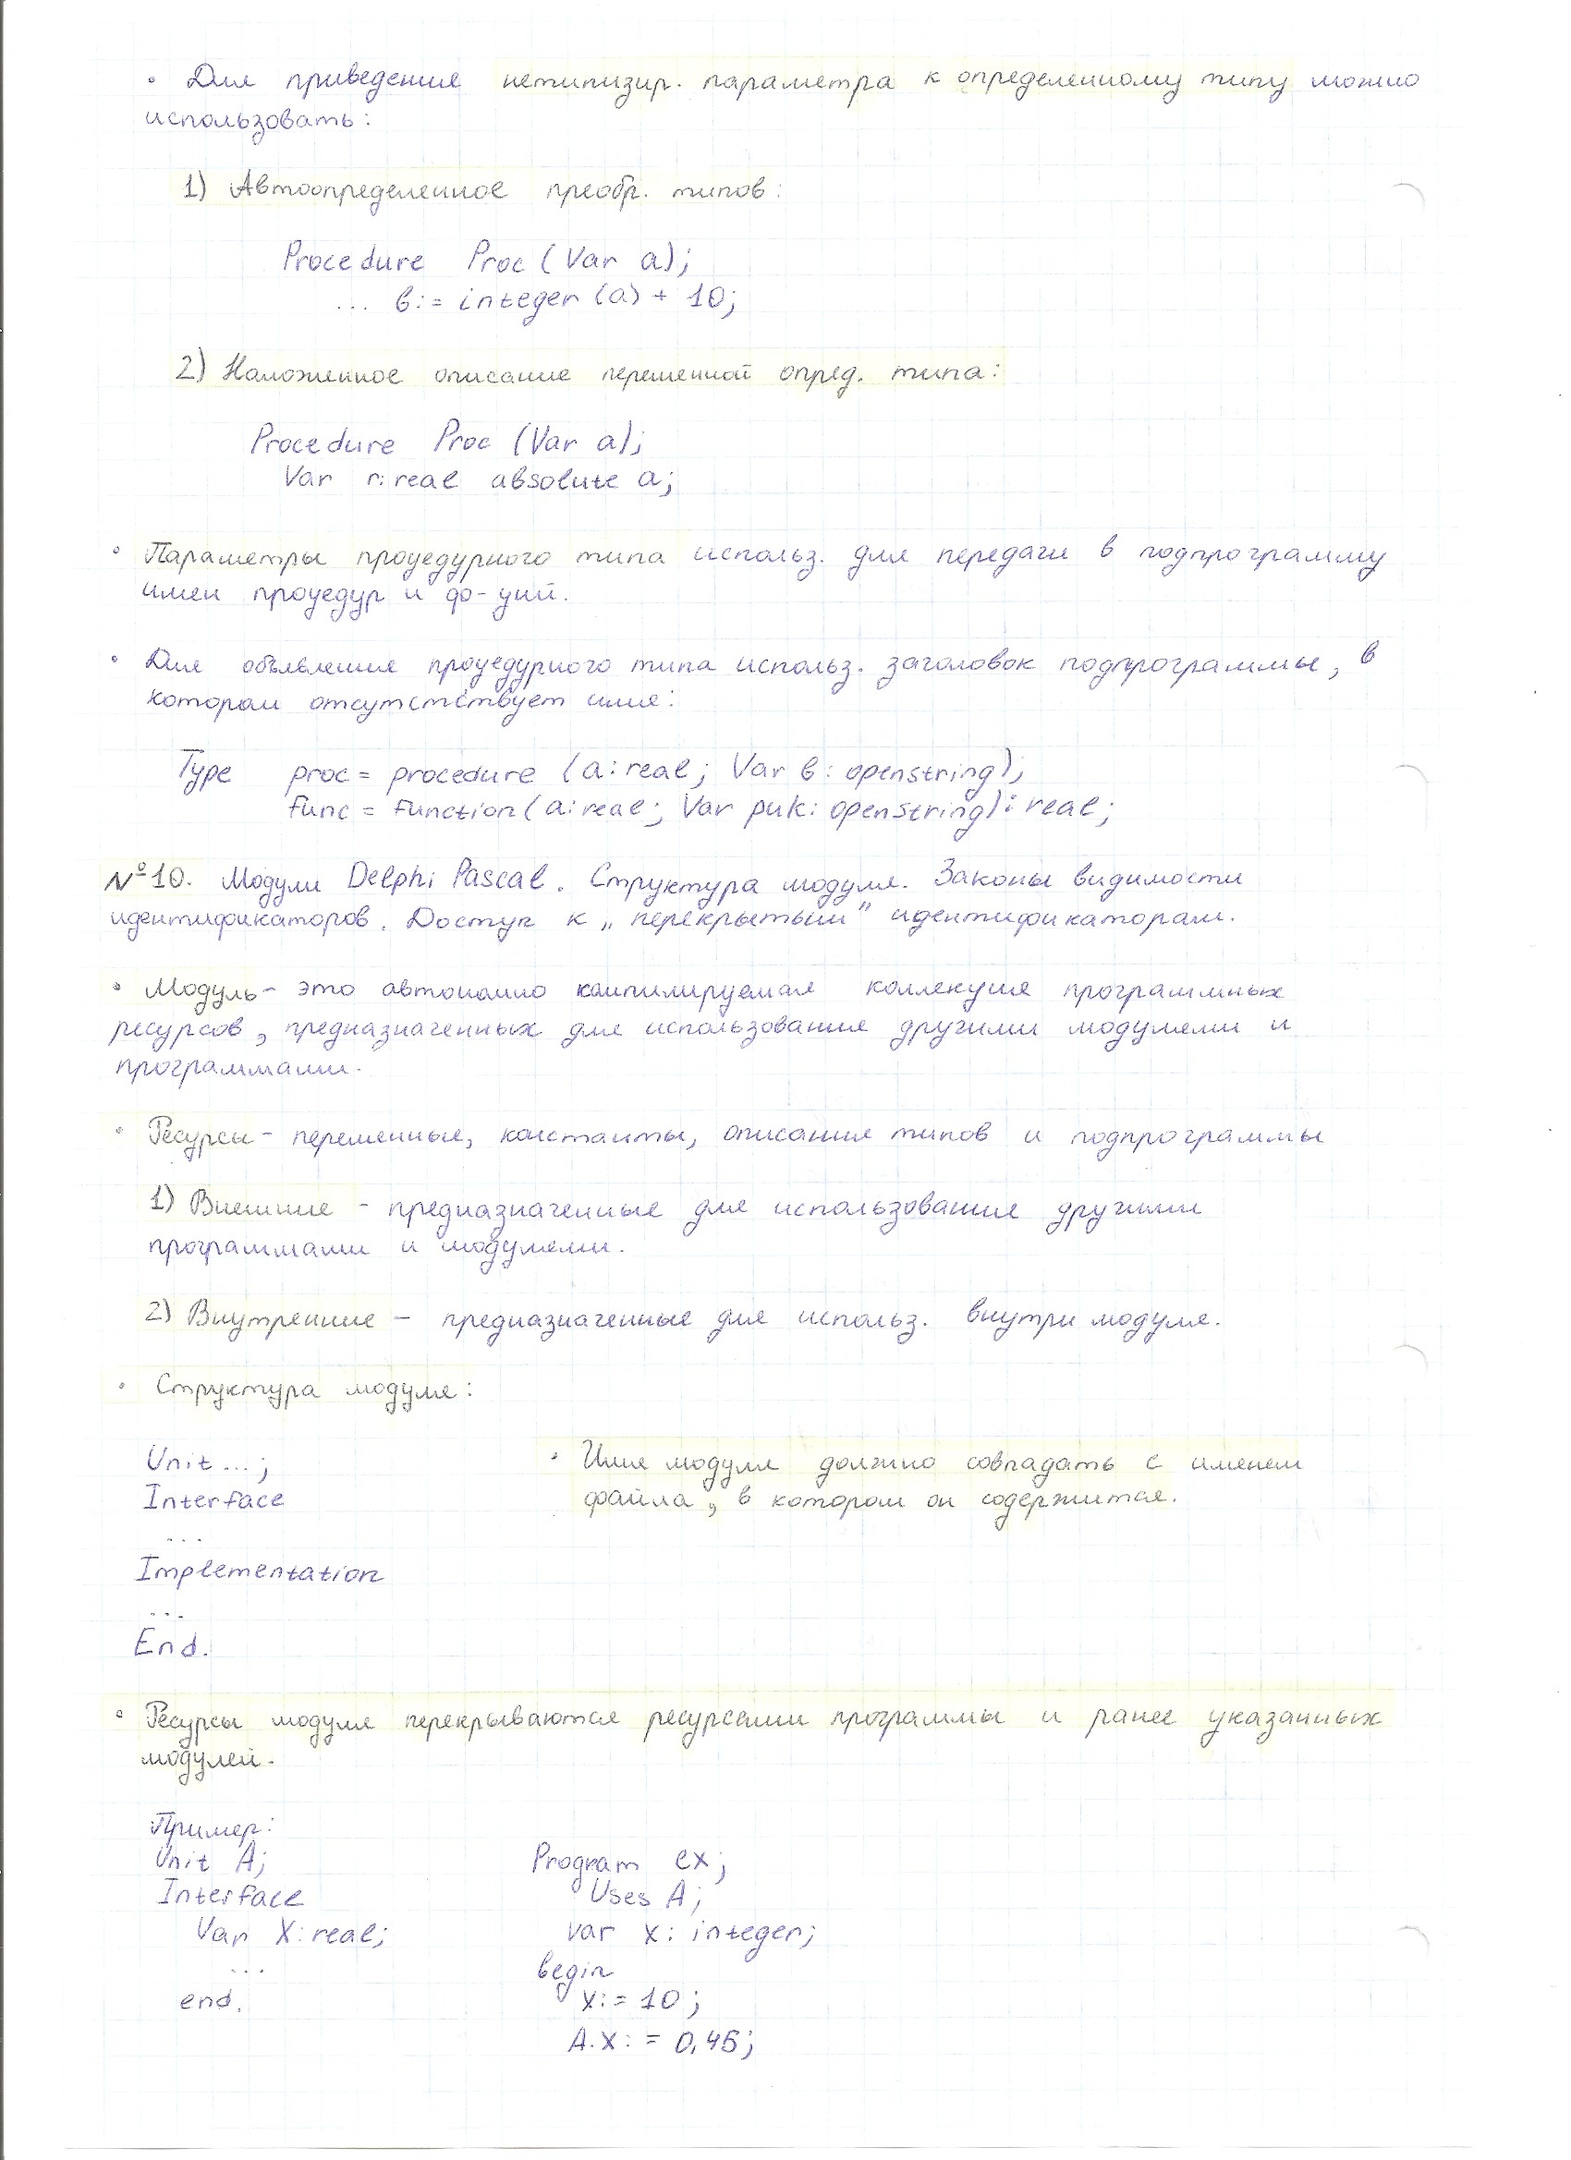 • Для приведения нетипизир. параметра к определенному типу можно
использовать:
1) Автоопределенное преобр. типов:
Procedure Proc (Var a);
... b:= integer (a) + 10;
2) Наложенное описание переменной опред. типа:
Procedure Proc (Var a);
Var r: real absolute a;
• Параметры процедурного типа использ. для передачи в подпрограмму
имен процедур и ф-ций.
• Для объявления процедурного типа использ. заголовок подпрограммы, в
котором отсутствует имя:
Type proc = procedure (a: real; Var b: openstring);
func = function (a: real; Var puk: openstring): real;
№10. Модули Delphi Pascal. Структура модуля. Законы видимости
идентификаторов. Доступ к „перекрытым" идентификаторам.
• Модуль - это автономно компилируемая коллекция программных
ресурсов, предназначенных для использования другими модулями и
программами.
• Ресурсы - переменные, константы, описания типов и подпрограммы
1) Внешние - предназначенные для использования другими
программами и модулями.
2) Внутренние - предназначенные для использ. внутри модуля.
• Структура модуля:
Unit ... ;
Interface
...
Implementation
...
End.
• Имя модуля должно совпадать с именем
файла, в котором он содержится.
• Ресурсы модуля перекрываются ресурсами программы и ранее указанных
модулей.
Пример:
Unit A;
Interface
Var X: real;
...
end.
Program ex;
Uses A;
var x: integer;
begin
x:= 10;
A.x:= 0,45;